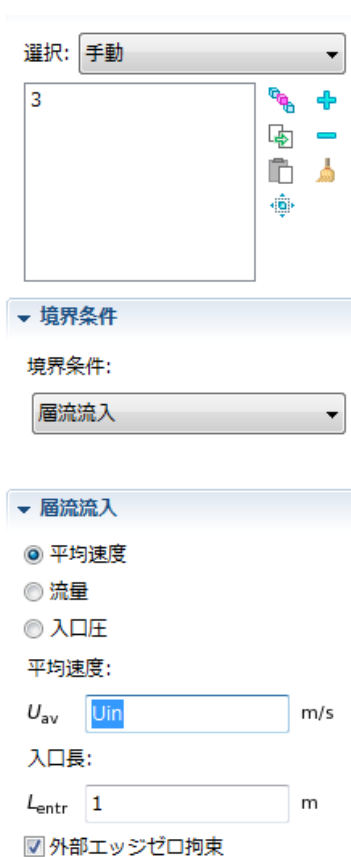 選択: 手動
3
境界条件
境界条件:
層流流入
層流流入
平均速度
流量
入口圧
平均速度:
Uav Uin m/s
入口長:
Lentr 1 m
外部エッジゼロ拘束